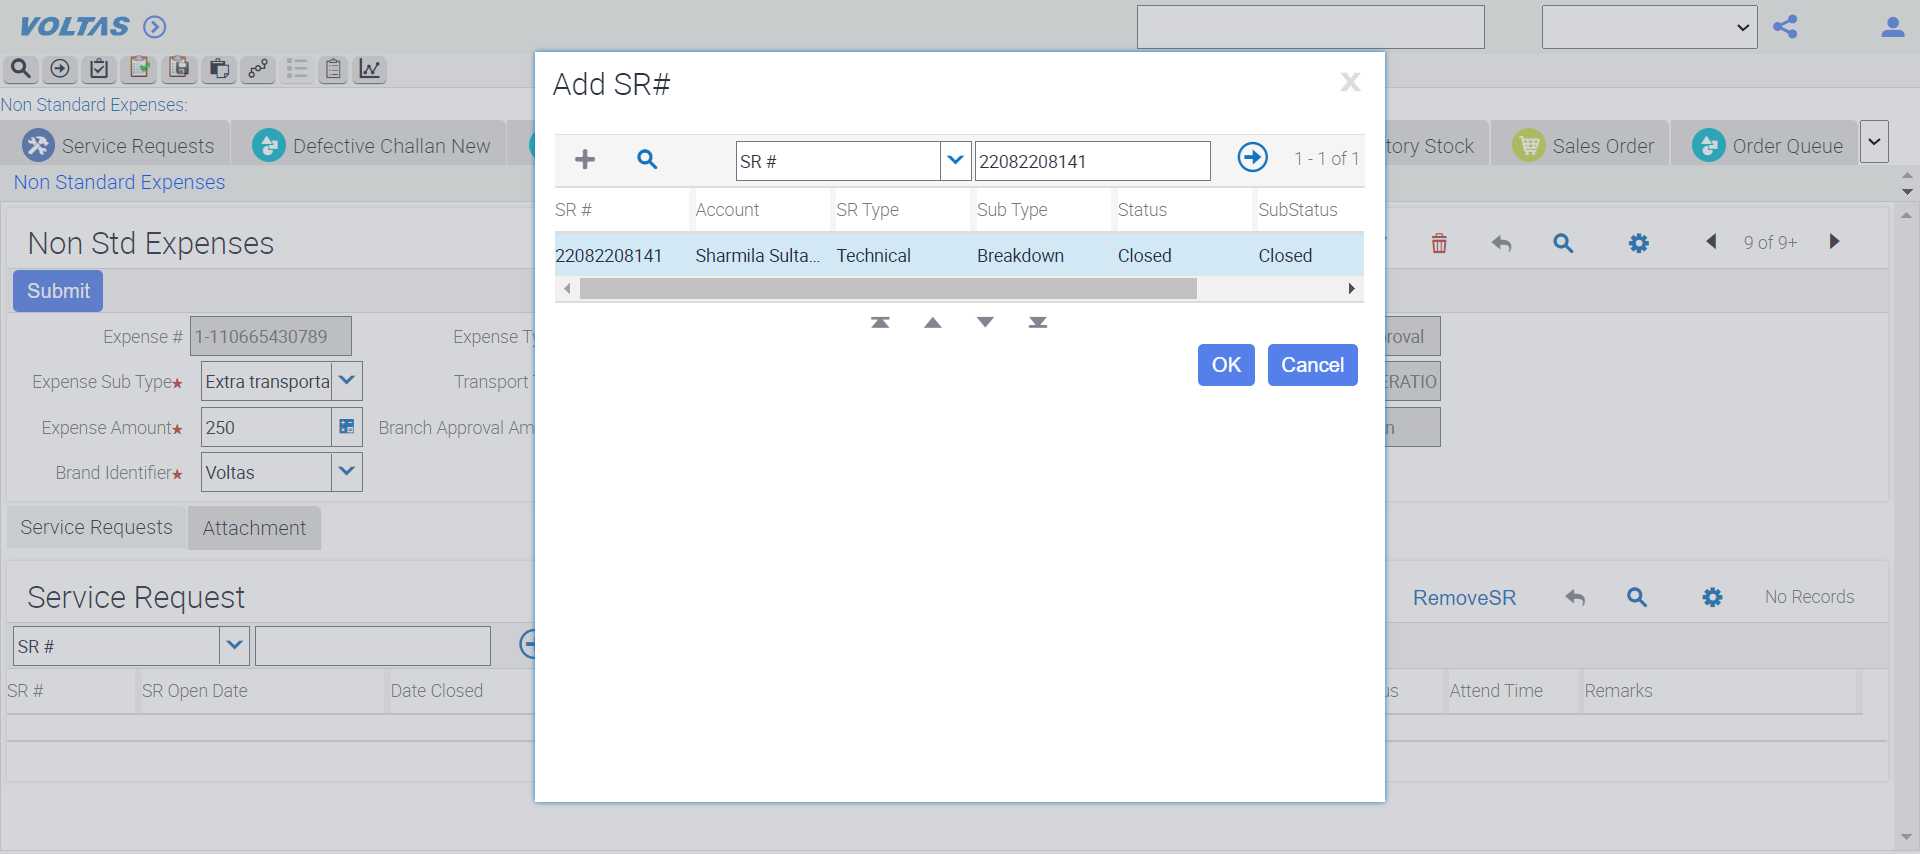 VOLTAS
Non Standard Expenses:
Service Requests
Defective Challan New
tory Stock
Sales Order
Order Queue
Non Standard Expenses
Non Std Expenses
9 of 9+
Submit
Expense #
1-110665430789
Expense Ty
roval
Expense Sub Type★
Extra transporta
Transport
ERATIO
Expense Amount★
250
Branch Approval Am
n
Brand Identifier★
Voltas
Service Requests
Attachment
Service Request
RemoveSR
No Records
SR #
SR #
SR Open Date
Date Closed
us
Attend Time
Remarks
Add SR#
X
SR #
22082208141
1 - 1 of 1
SR #
Account
SR Type
Sub Type
Status
SubStatus
22082208141
Sharmila Sulta...
Technical
Breakdown
Closed
Closed
OK
Cancel